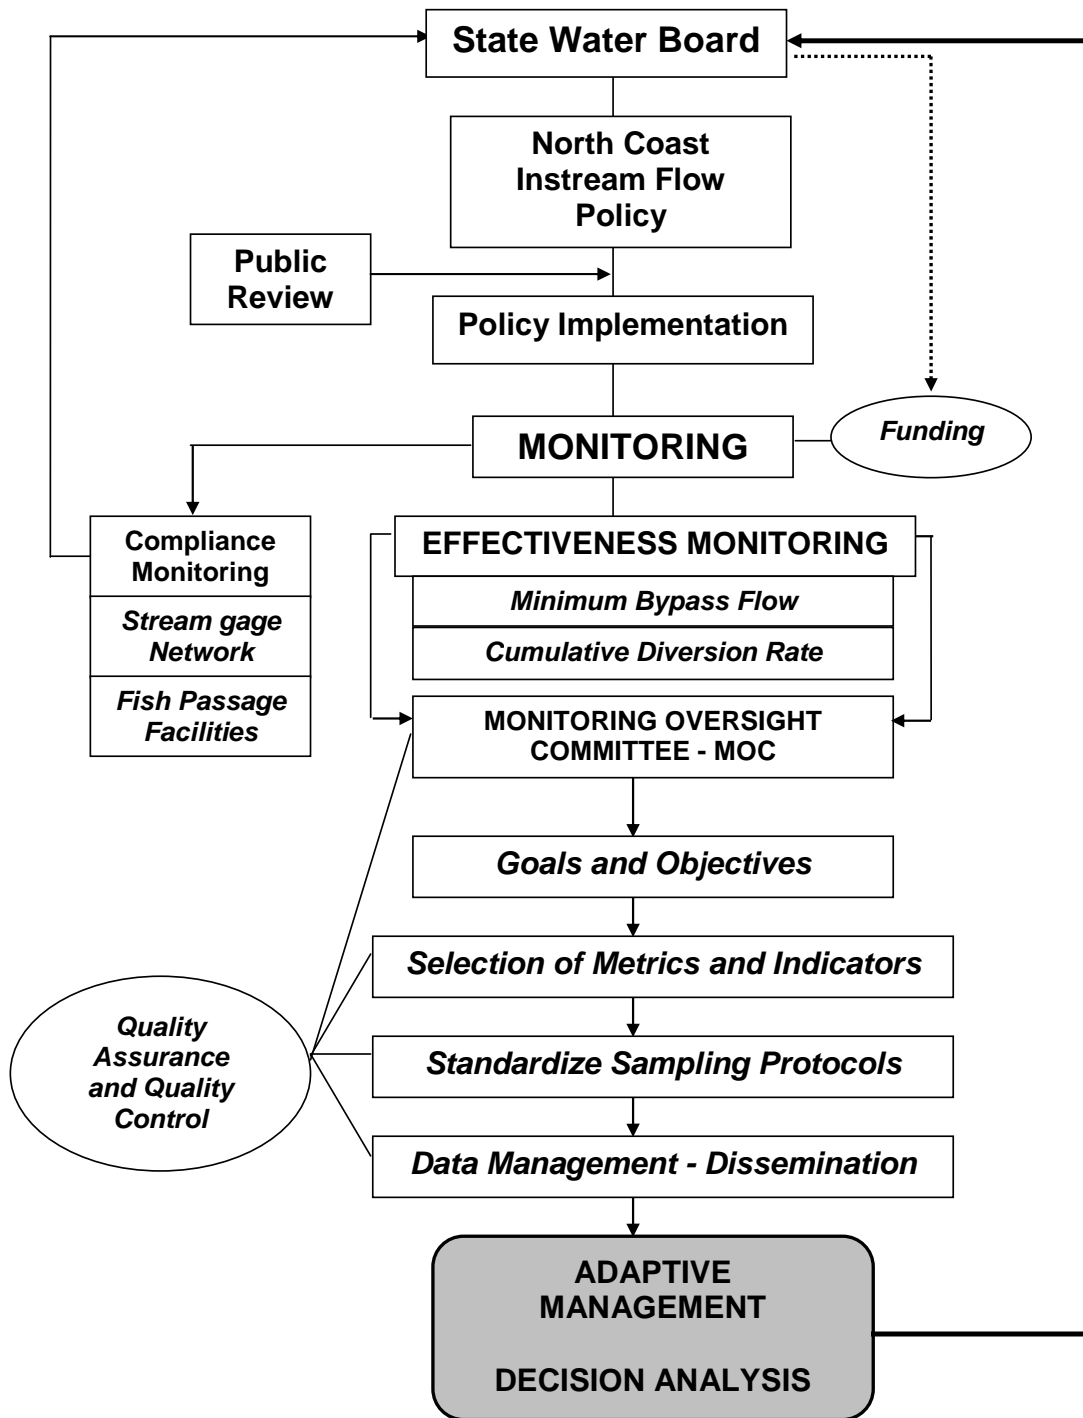 State Water Board
North Coast
Instream Flow
Policy
Public
Review
Policy Implementation
MONITORING
Funding
Compliance
Monitoring
Stream gage
Network
Fish Passage
Facilities
EFFECTIVENESS MONITORING
Minimum Bypass Flow
Cumulative Diversion Rate
MONITORING OVERSIGHT
COMMITTEE - MOC
Goals and Objectives
Selection of Metrics and Indicators
Quality
Assurance
and Quality
Control
Standardize Sampling Protocols
Data Management - Dissemination
ADAPTIVE
MANAGEMENT
DECISION ANALYSIS